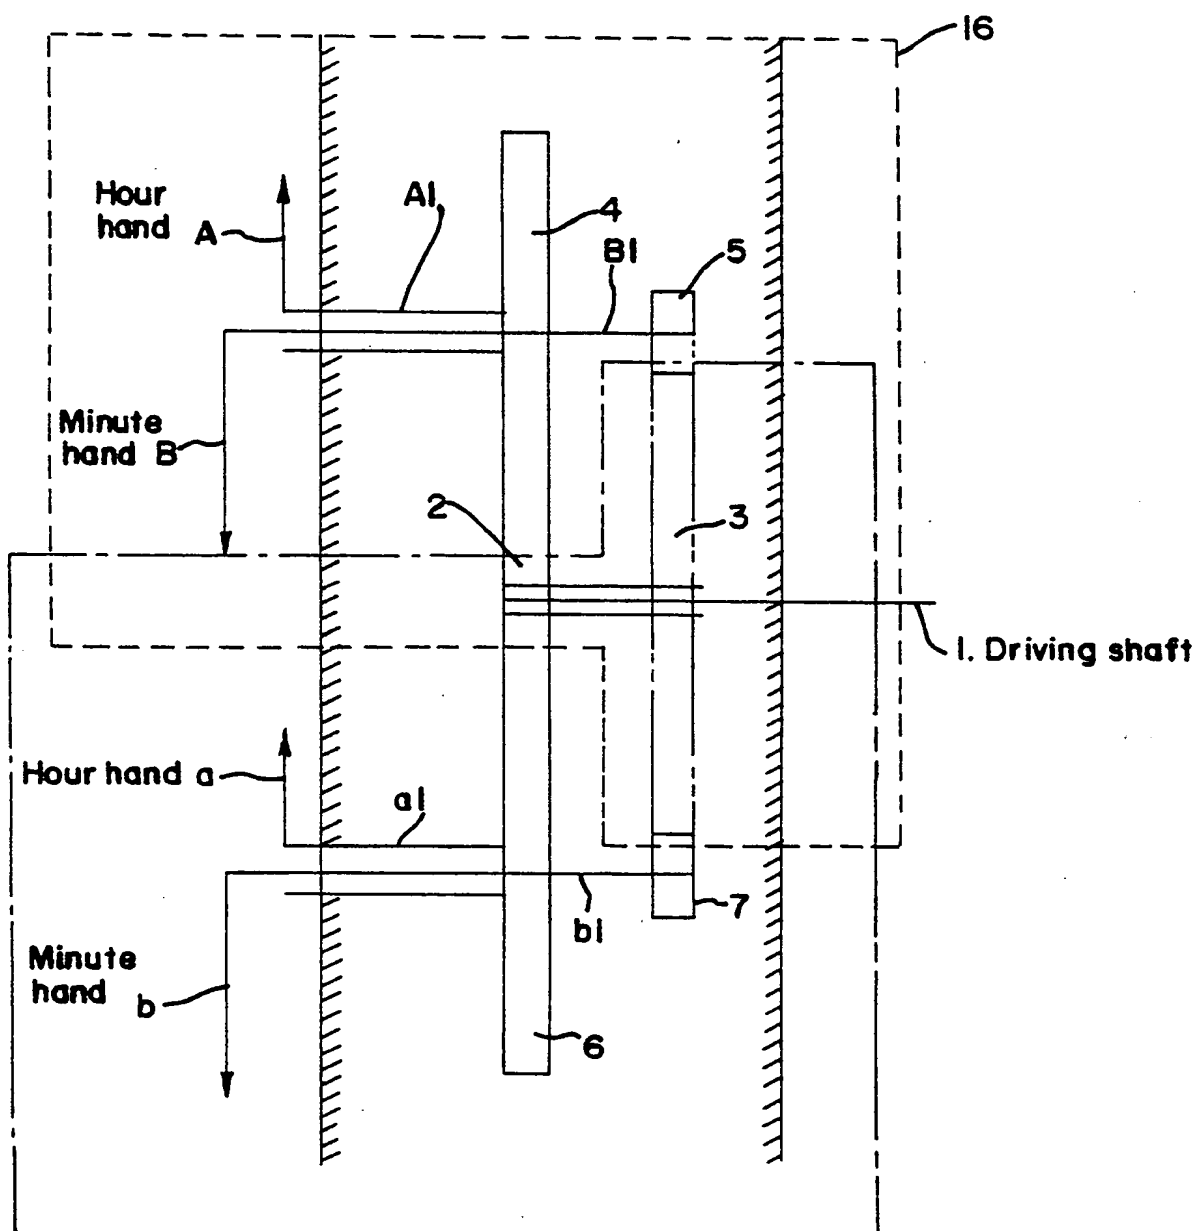 16
Hour
hand A
A1
4
B1
5
Minute
hand B
2
3
1. Driving shaft
Hour hand a
a1
7
b1
Minute
hand b
6